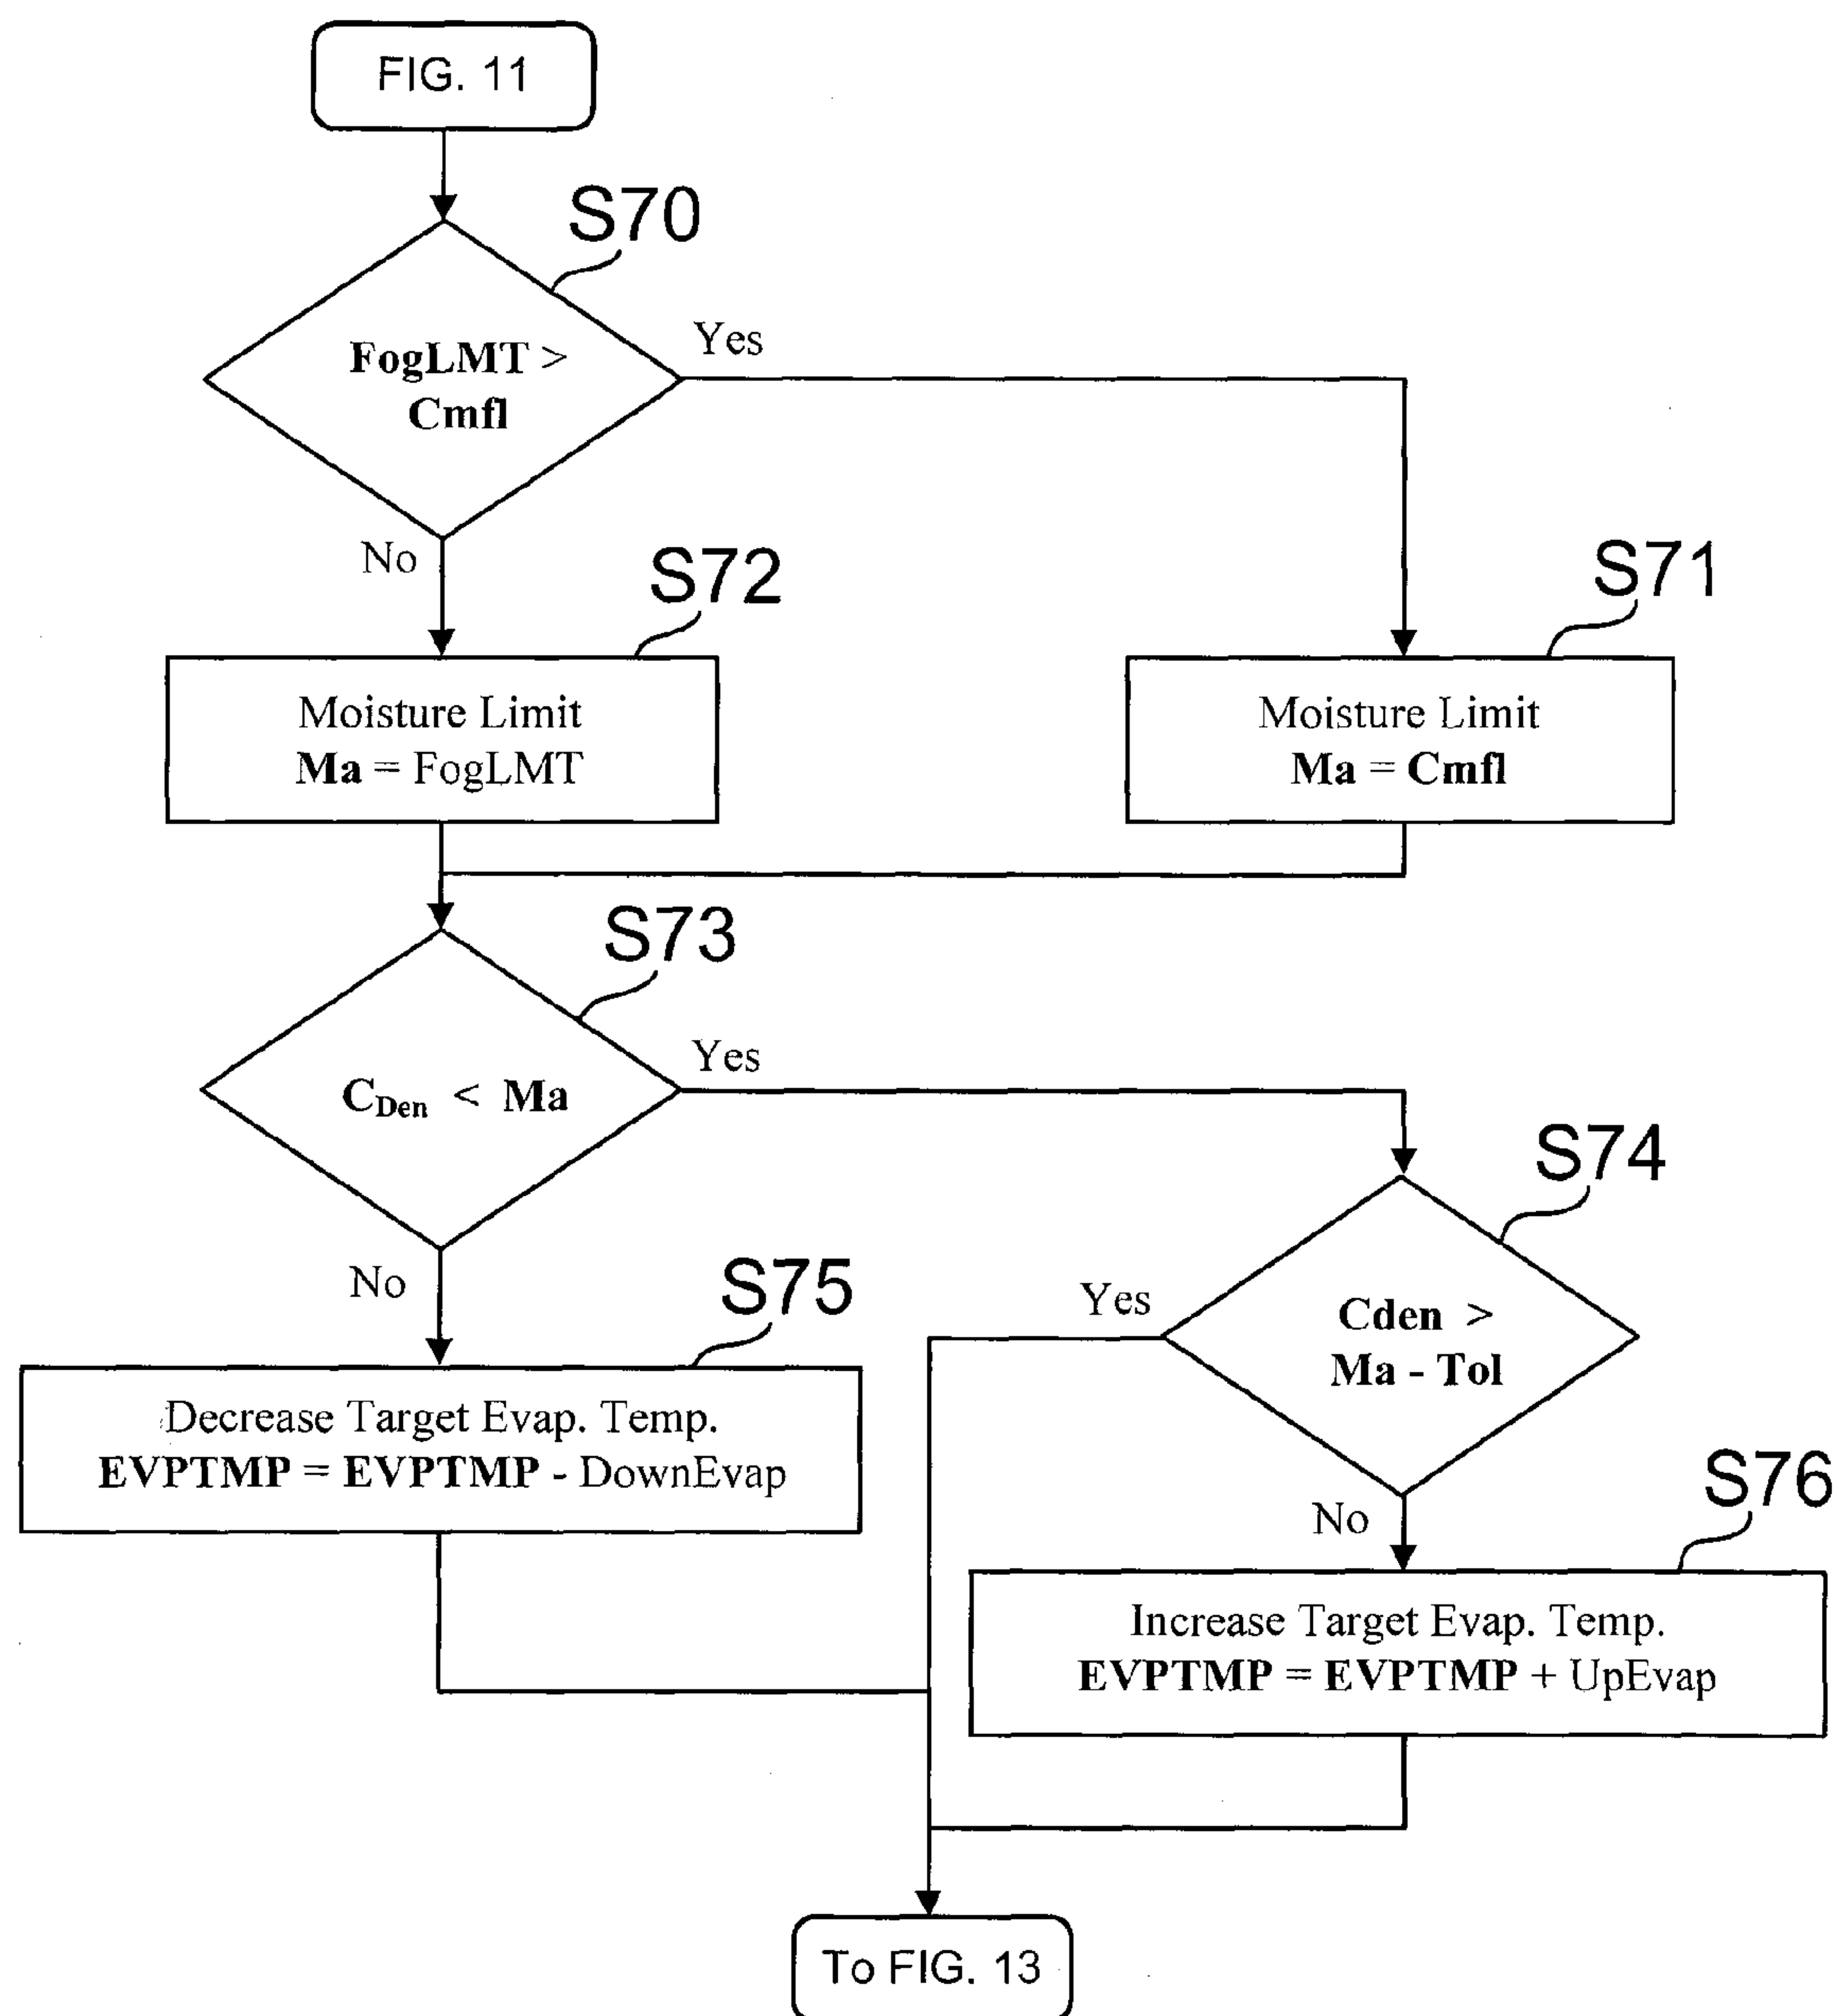 FIG. 11
S70
FogLMT >
Cmfl
Yes
No
S72
Moisture Limit
Ma = FogLMT
S71
Moisture Limit
Ma = Cmfl
S73
C_Den < Ma
Yes
No
S74
Cden >
Ma - Tol
Yes
No
S75
Decrease Target Evap. Temp.
EVPTMP = EVPTMP - DownEvap
S76
Increase Target Evap. Temp.
EVPTMP = EVPTMP + UpEvap
To FIG. 13